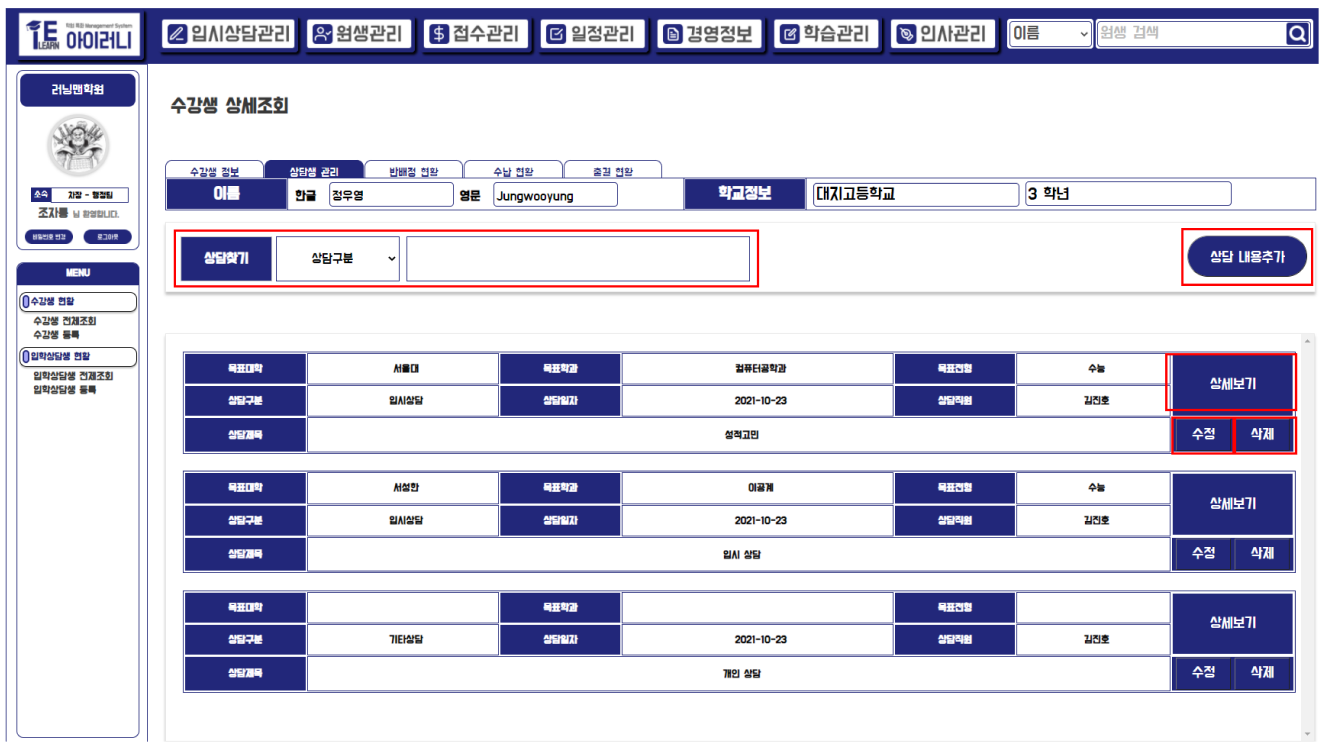 학원 통합 Management System
E LEARN 아이러니
입시상담관리 원생관리 접수관리 일정관리 경영정보 학습관리 인사관리 이름 원생 검색
러닝맨학원
소속 차장 - 행정팀
조자룡 님 환영합니다.
비밀번호 변경 로그아웃
MENU
수강생 현황
수강생 전체조회
수강생 등록
입학상담생 현황
입학상담생 전체조회
입학상담생 등록
수강생 상세조회
수강생 정보 상담생 관리 반배정 현황 수납 현황 출결 현황
이름 한글 정우영 영문 Jungwooyung 학교정보 대지고등학교 3 학년
상담찾기 상담구분 상담 내용추가
목표대학 서울대 목표학과 컴퓨터공학과 목표전형 수능 상세보기
상담구분 입시상담 상담일자 2021-10-23 상담직원 김진호
상담제목 성적고민 수정 삭제
목표대학 서성한 목표학과 이공계 목표전형 수능 상세보기
상담구분 입시상담 상담일자 2021-10-23 상담직원 김진호
상담제목 입시 상담 수정 삭제
목표대학 목표학과 목표전형 상세보기
상담구분 기타상담 상담일자 2021-10-23 상담직원 김진호
상담제목 개인 상담 수정 삭제